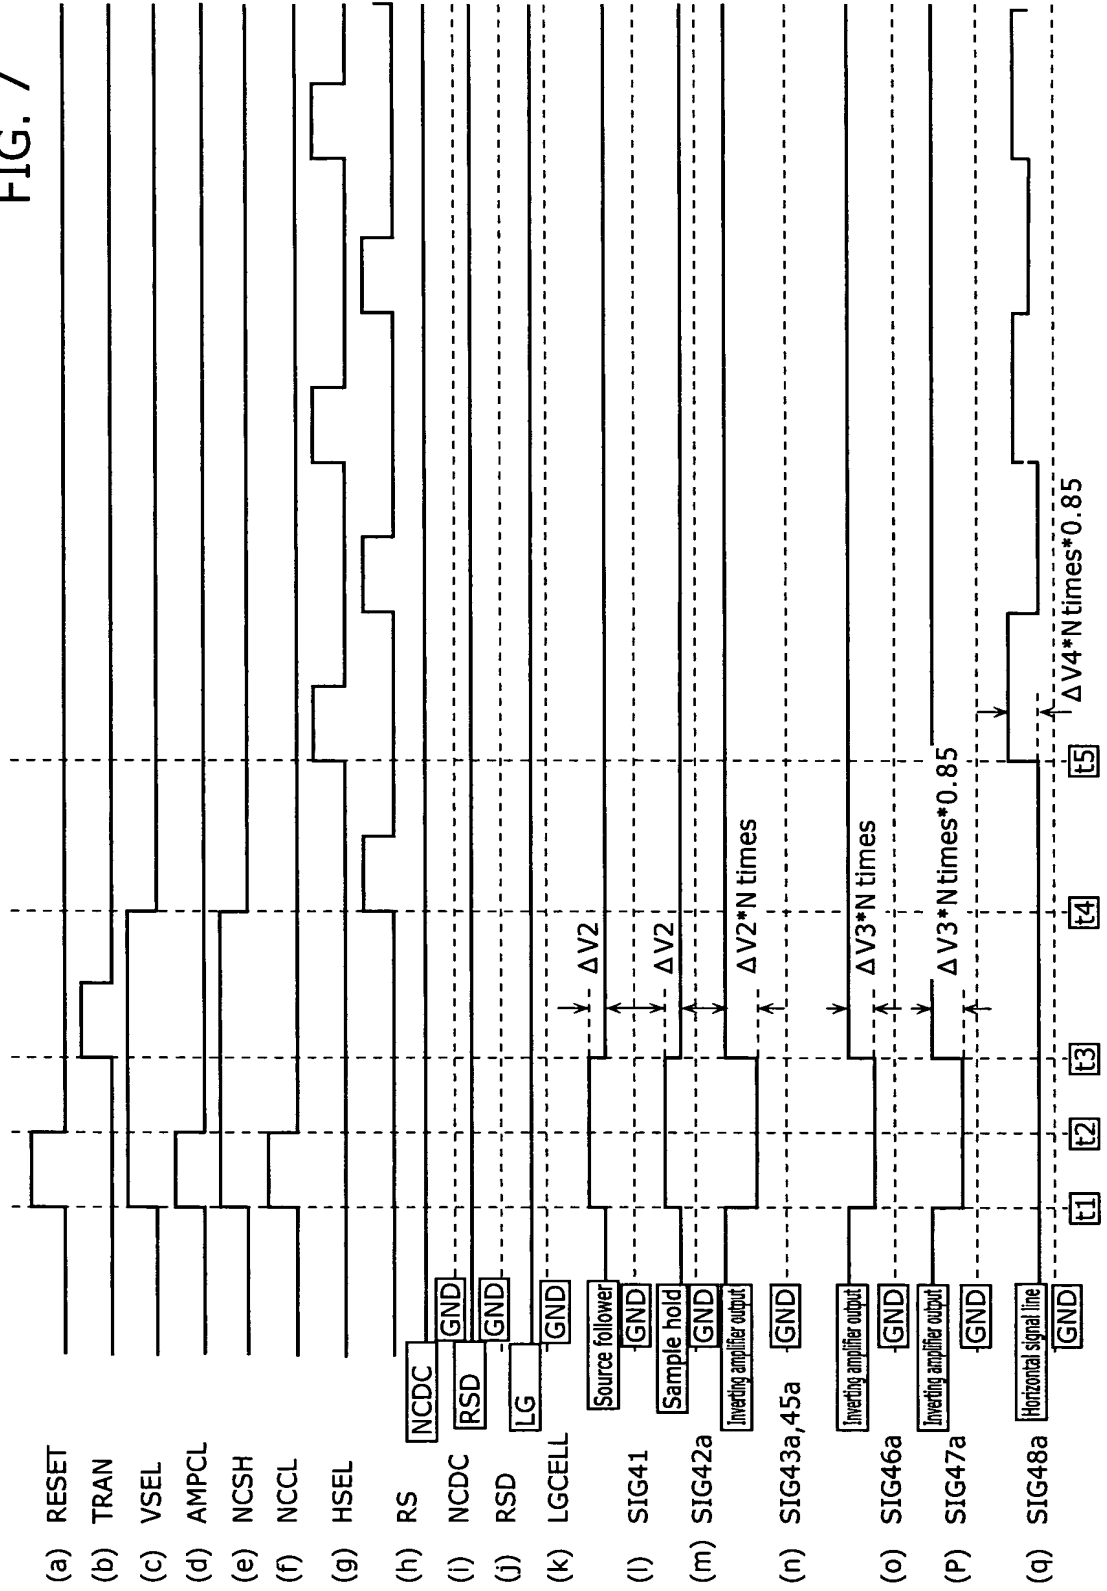 FIG. 7
(a) RESET
(b) TRAN
(c) VSEL
(d) AMPCL
(e) NCSH
(f) NCCL
(g) HSEL
(h) RS
NCDC
(i) NCDC
GND
RSD
(j) RSD
GND
LG
(k) LGCELL
GND
Source follower
ΔV2
(l) SIG41
GND
Sample hold
ΔV2
(m) SIG42a
GND
Inverting amplifier output
ΔV2*N times
(n) SIG43a,45a
GND
Inverting amplifier output
ΔV3*N times
(o) SIG46a
GND
Inverting amplifier output
ΔV3*N times*0.85
(P) SIG47a
GND
Horizontal signal line
ΔV4*N times*0.85
(q) SIG48a
GND
t1 t2 t3 t4 t5